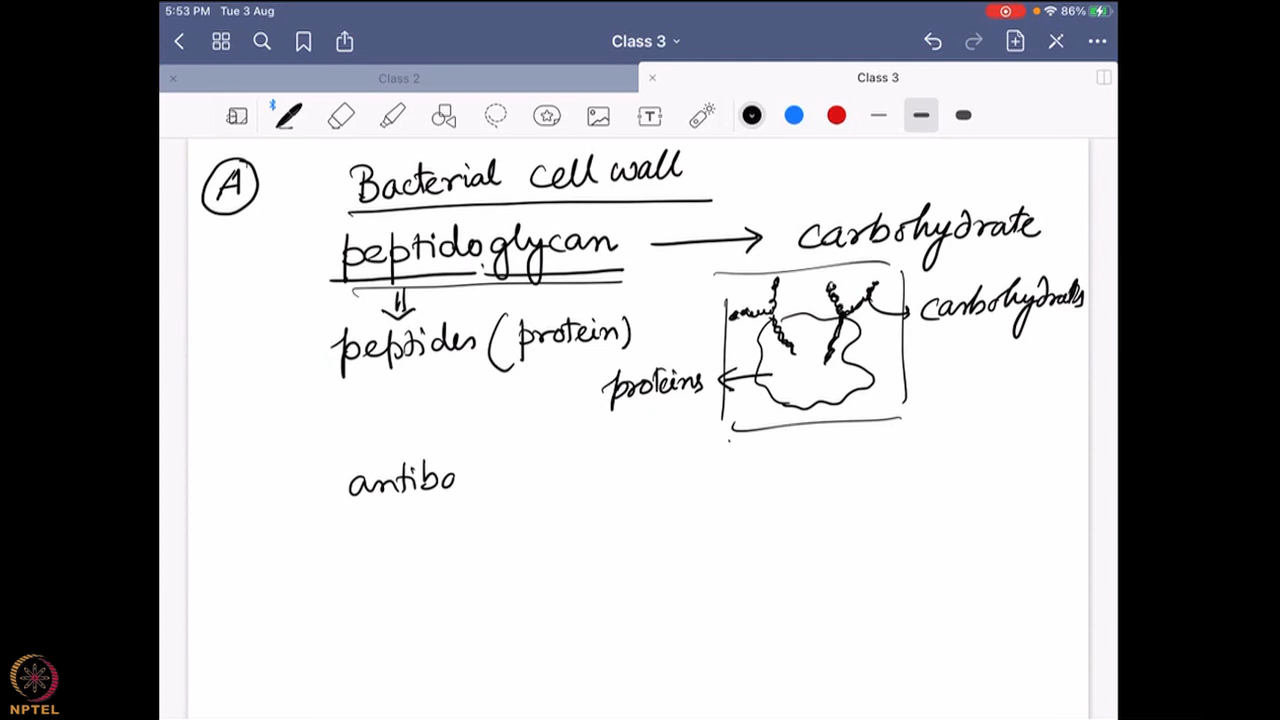 5:53 PM Tue 3 Aug 86%
Class 3
Class 2 Class 3
T
A Bacterial cell wall
peptidoglycan → carbohydrate
carbohydrates
peptides (protein)
proteins
antibo
NPTEL